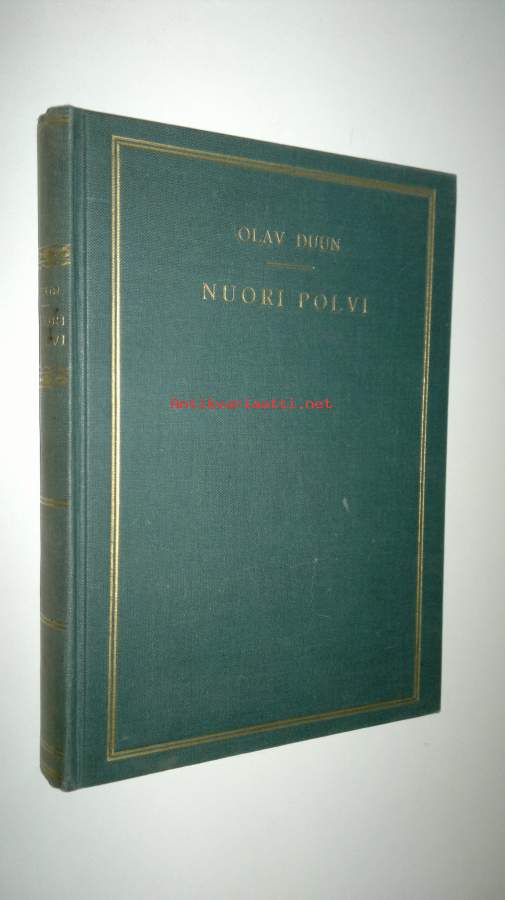 OLAV DUUN
NUORI POLVI
Antikvariaatti.net